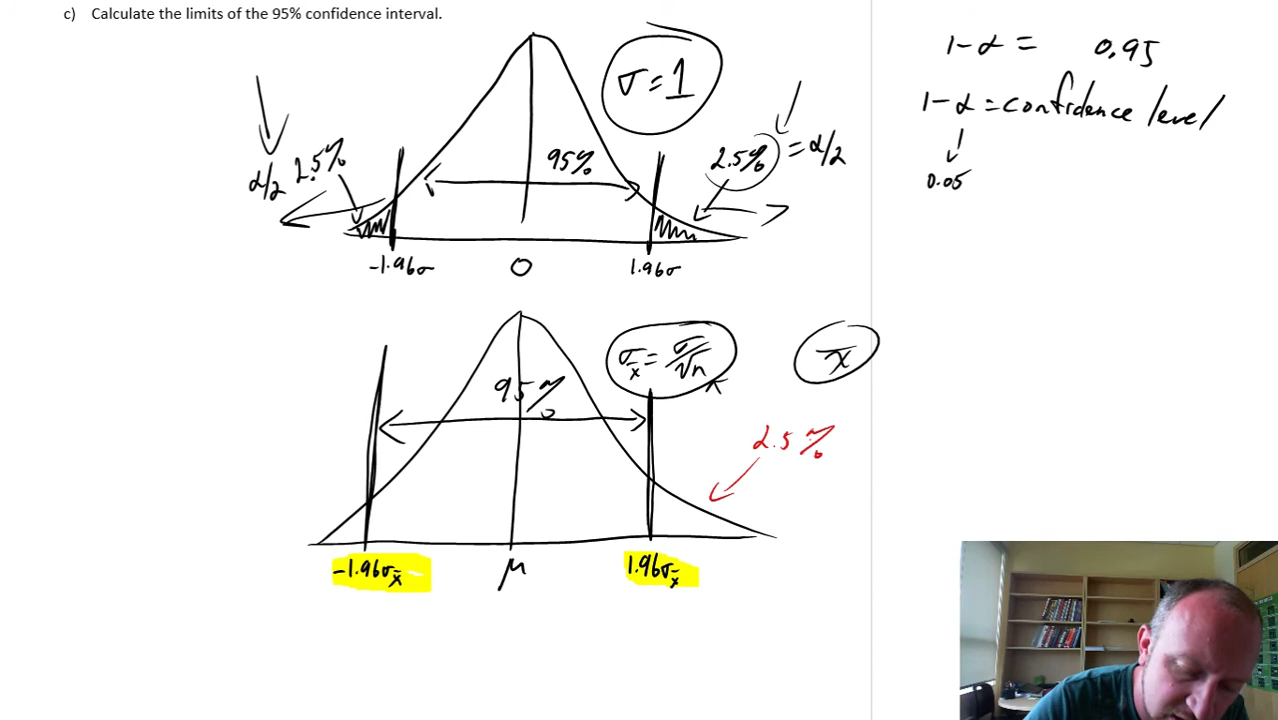 c) Calculate the limits of the 95% confidence interval.
σ=1
1-α = 0.95
1-α = confidence level
0.05
α/2 2.5%
95%
2.5% = α/2
-1.96σ 0 1.96σ
σx̄ = σ/√n
x̄
95%
2.5%
-1.96σx̄ μ 1.96σx̄